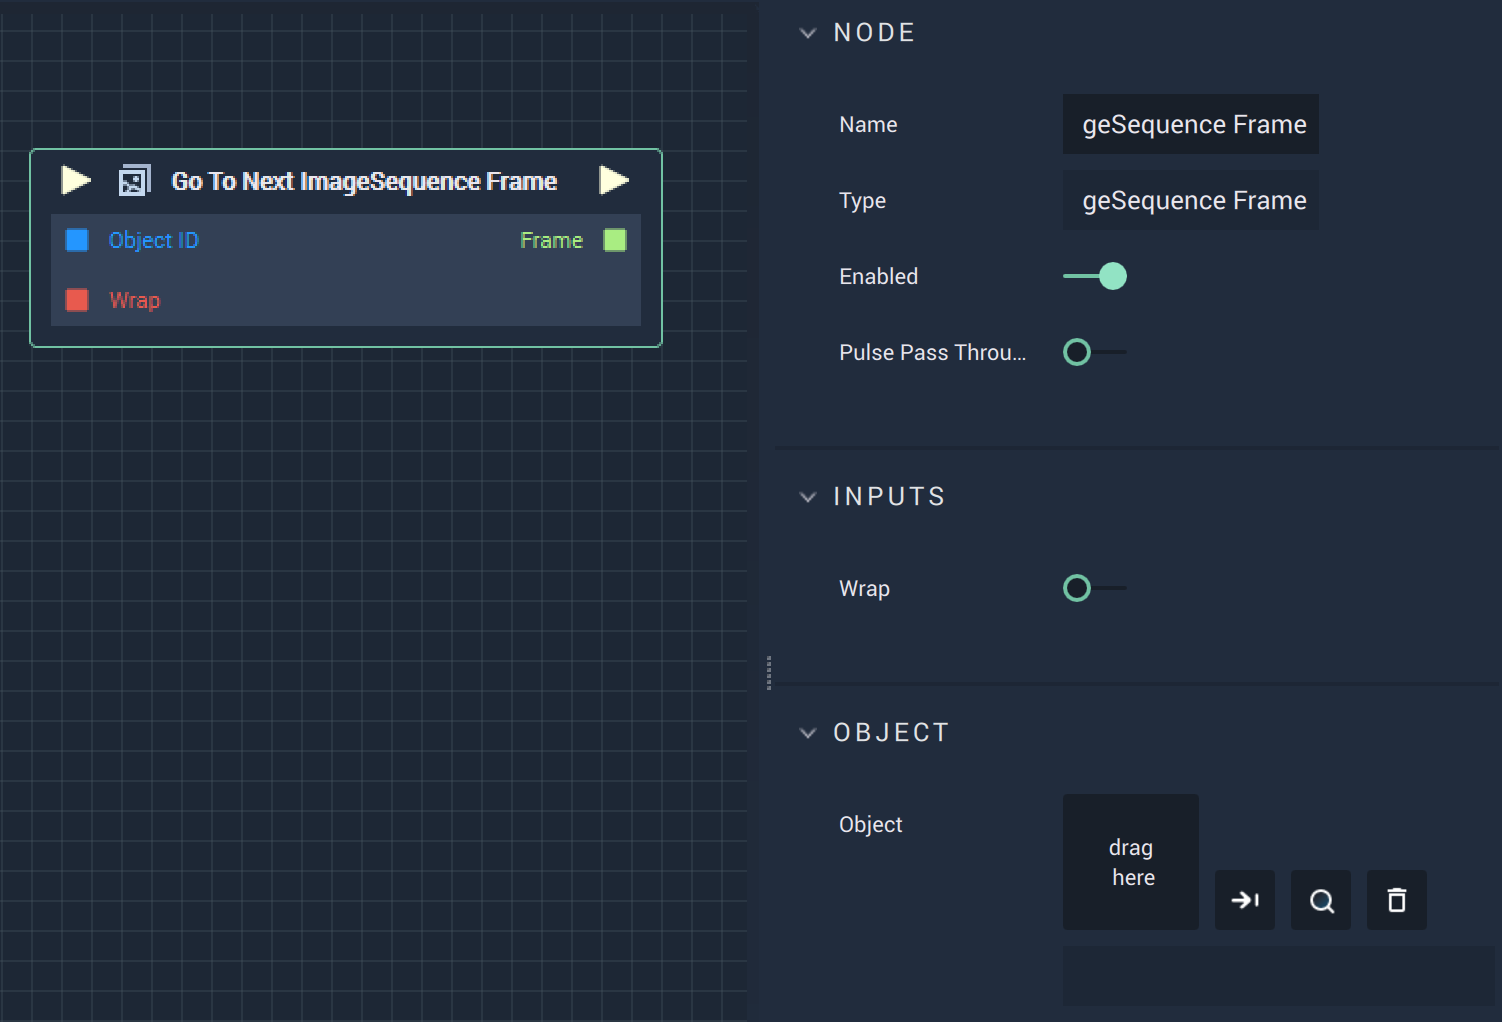 Go To Next ImageSequence Frame
Object ID
Frame
Wrap
NODE
Name
geSequence Frame
Type
geSequence Frame
Enabled
Pulse Pass Throu...
INPUTS
Wrap
OBJECT
Object
drag
here